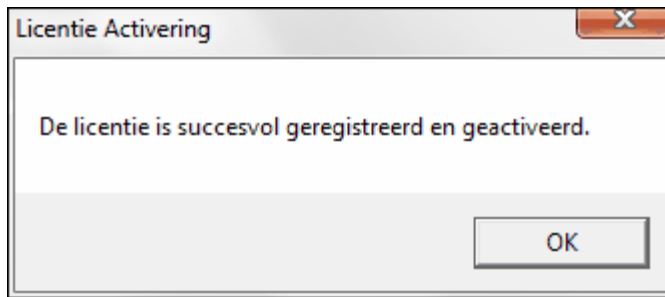 Licentie Activering
De licentie is succesvol geregistreerd en geactiveerd.
OK